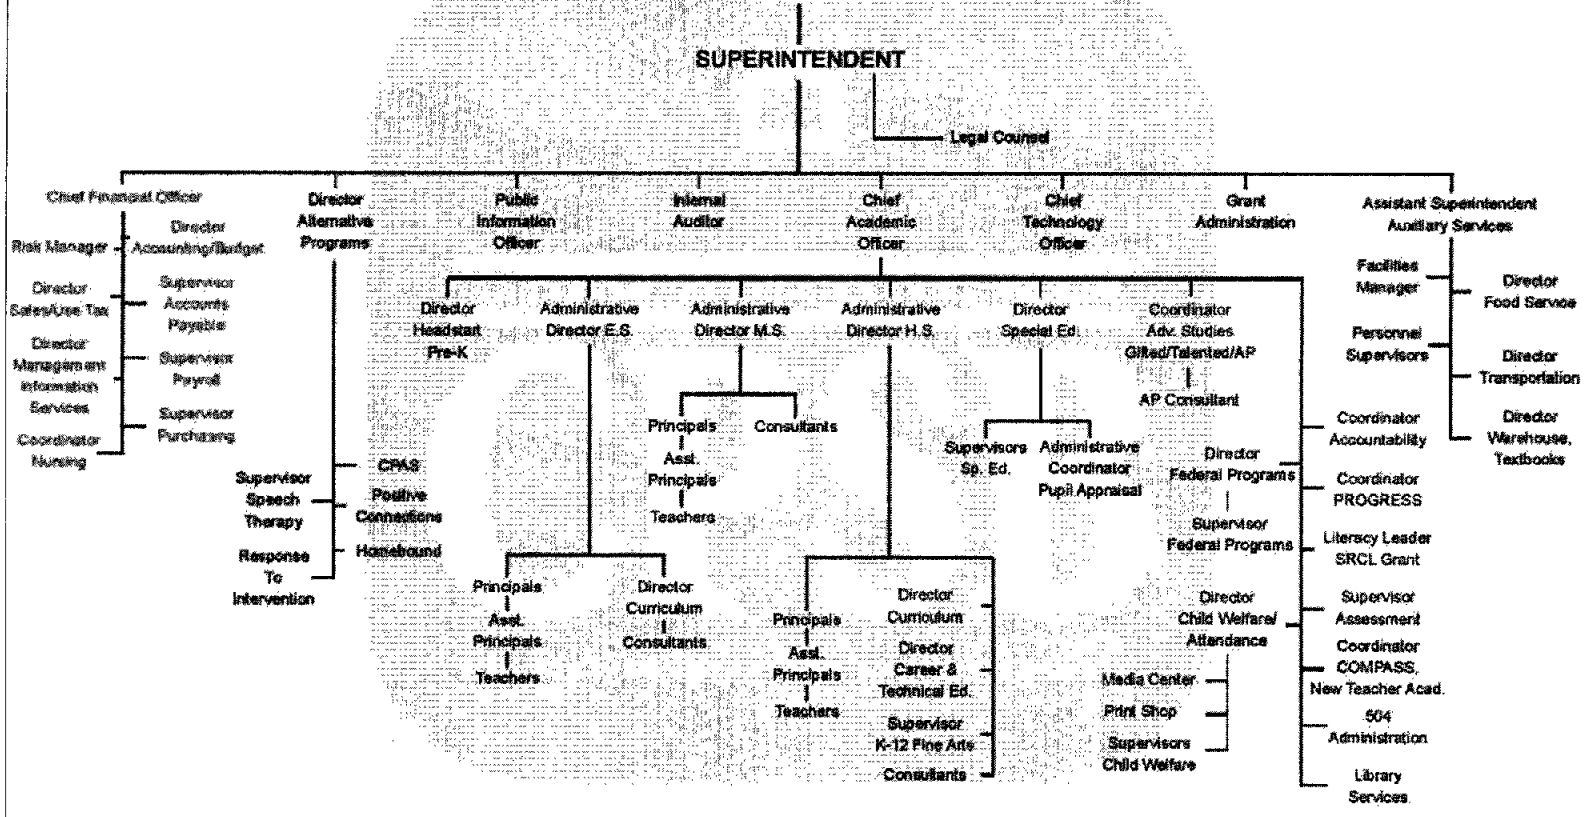 SUPERINTENDENT
Legal Counsel
Chief Financial Officer
Risk Manager
Director
Accounting/Budget
Director
Sales/Use Tax
Supervisor
Accounts
Payable
Director
Management
Information
Services
Supervisor
Payroll
Coordinator
Nursing
Supervisor
Purchasing
Director
Alternative
Programs
CPAS
Supervisor
Speech
Therapy
Positive
Connections
Homebound
Response
To
Intervention
Public
Information
Officer
Internal
Auditor
Chief
Academic
Officer
Director
Headstart
Pre-K
Administrative
Director E.S.
Principals
Asst.
Principals
Teachers
Director
Curriculum
Consultants
Administrative
Director M.S.
Principals
Asst.
Principals
Teachers
Consultants
Administrative
Director H.S.
Principals
Asst.
Principals
Teachers
Director
Curriculum
Director
Career &
Technical Ed.
Supervisor
K-12 Fine Arts
Consultants
Director
Special Ed.
Supervisors
Sp. Ed.
Administrative
Coordinator
Pupil Appraisal
Coordinator
Adv. Studies
Gifted/Talented/AP
AP Consultant
Director
Federal Programs
Supervisor
Federal Programs
Director
Child Welfare/
Attendance
Media Center
Print Shop
Supervisors
Child Welfare
Coordinator
Accountability
Coordinator
PROGRESS
Literacy Leader
SRCL Grant
Supervisor
Assessment
Coordinator
COMPASS,
New Teacher Acad.
504
Administration
Library
Services
Chief
Technology
Officer
Grant
Administration
Assistant Superintendent
Auxiliary Services
Facilities
Manager
Director
Food Service
Personnel
Supervisors
Director
Transportation
Director
Warehouse,
Textbooks